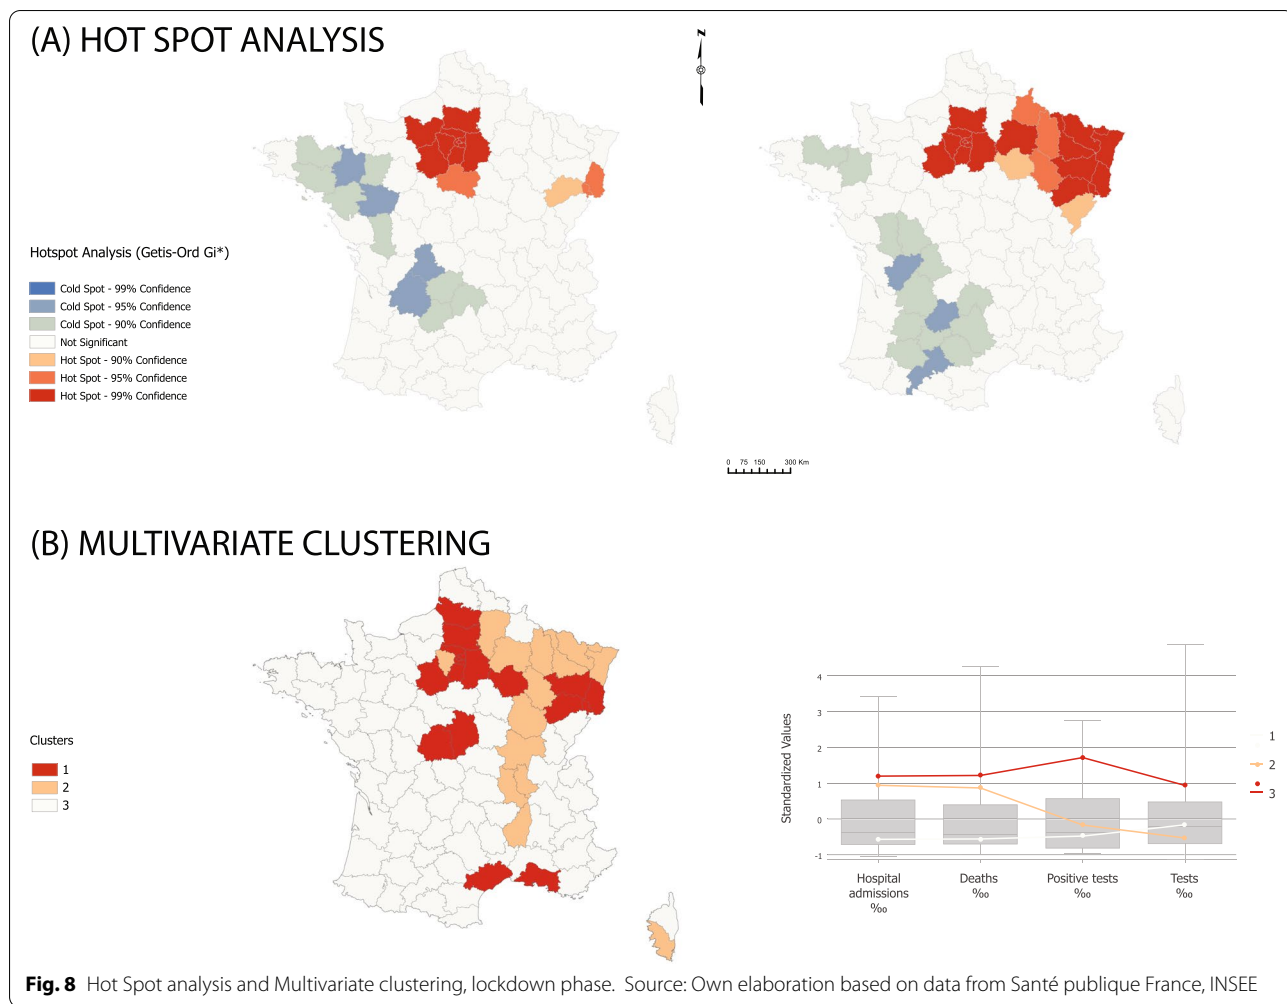 (A) HOT SPOT ANALYSIS
N
Hotspot Analysis (Getis-Ord Gi*)
Cold Spot - 99% Confidence
Cold Spot - 95% Confidence
Cold Spot - 90% Confidence
Not Significant
Hot Spot - 90% Confidence
Hot Spot - 95% Confidence
Hot Spot - 99% Confidence
0 75 150 300 Km
(B) MULTIVARIATE CLUSTERING
Clusters
1
2
3
Standardized Values
4
3
2
1
0
-1
Hospital
admissions
‱
Deaths
‱
Positive tests
‱
Tests
‱
1
2
3
Fig. 8 Hot Spot analysis and Multivariate clustering, lockdown phase. Source: Own elaboration based on data from Santé publique France, INSEE